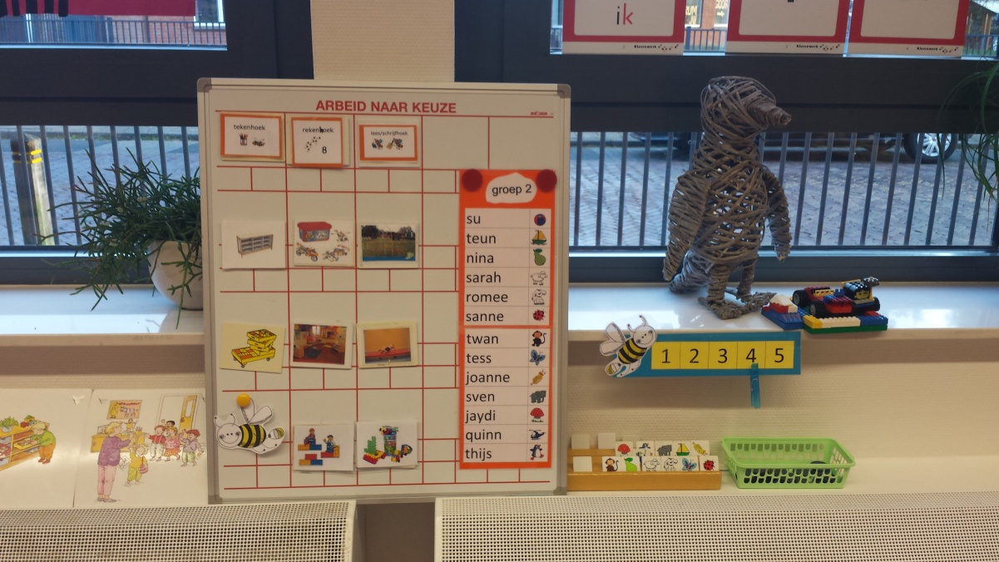 ik
Kleuterwerk
ARBEID NAAR KEUZE
tekenhoek
rekenhoek
8
lees/schrijfhoek
groep 2
su
teun
nina
sarah
romee
sanne
twan
tess
joanne
sven
jaydi
quinn
thijs
1 2 3 4 5